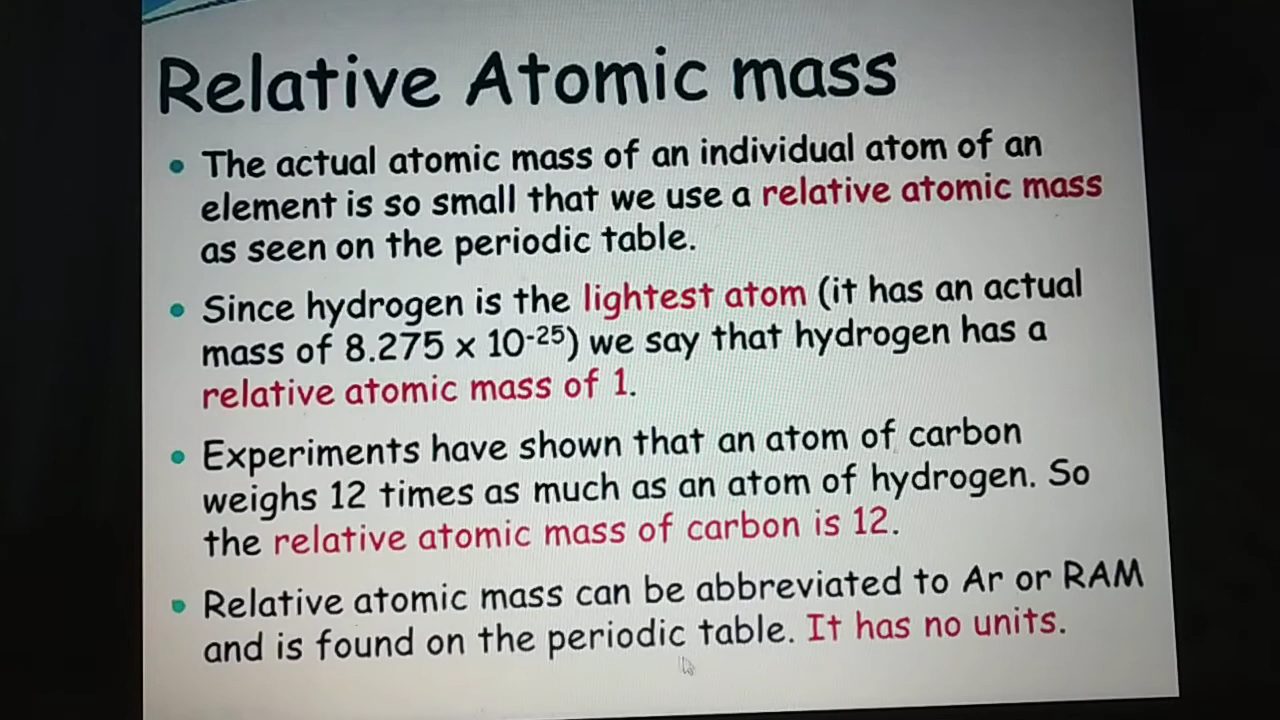 Relative Atomic mass
• The actual atomic mass of an individual atom of an
element is so small that we use a relative atomic mass
as seen on the periodic table.
• Since hydrogen is the lightest atom (it has an actual
mass of 8.275 x 10⁻²⁵) we say that hydrogen has a
relative atomic mass of 1.
• Experiments have shown that an atom of carbon
weighs 12 times as much as an atom of hydrogen. So
the relative atomic mass of carbon is 12.
• Relative atomic mass can be abbreviated to Ar or RAM
and is found on the periodic table. It has no units.